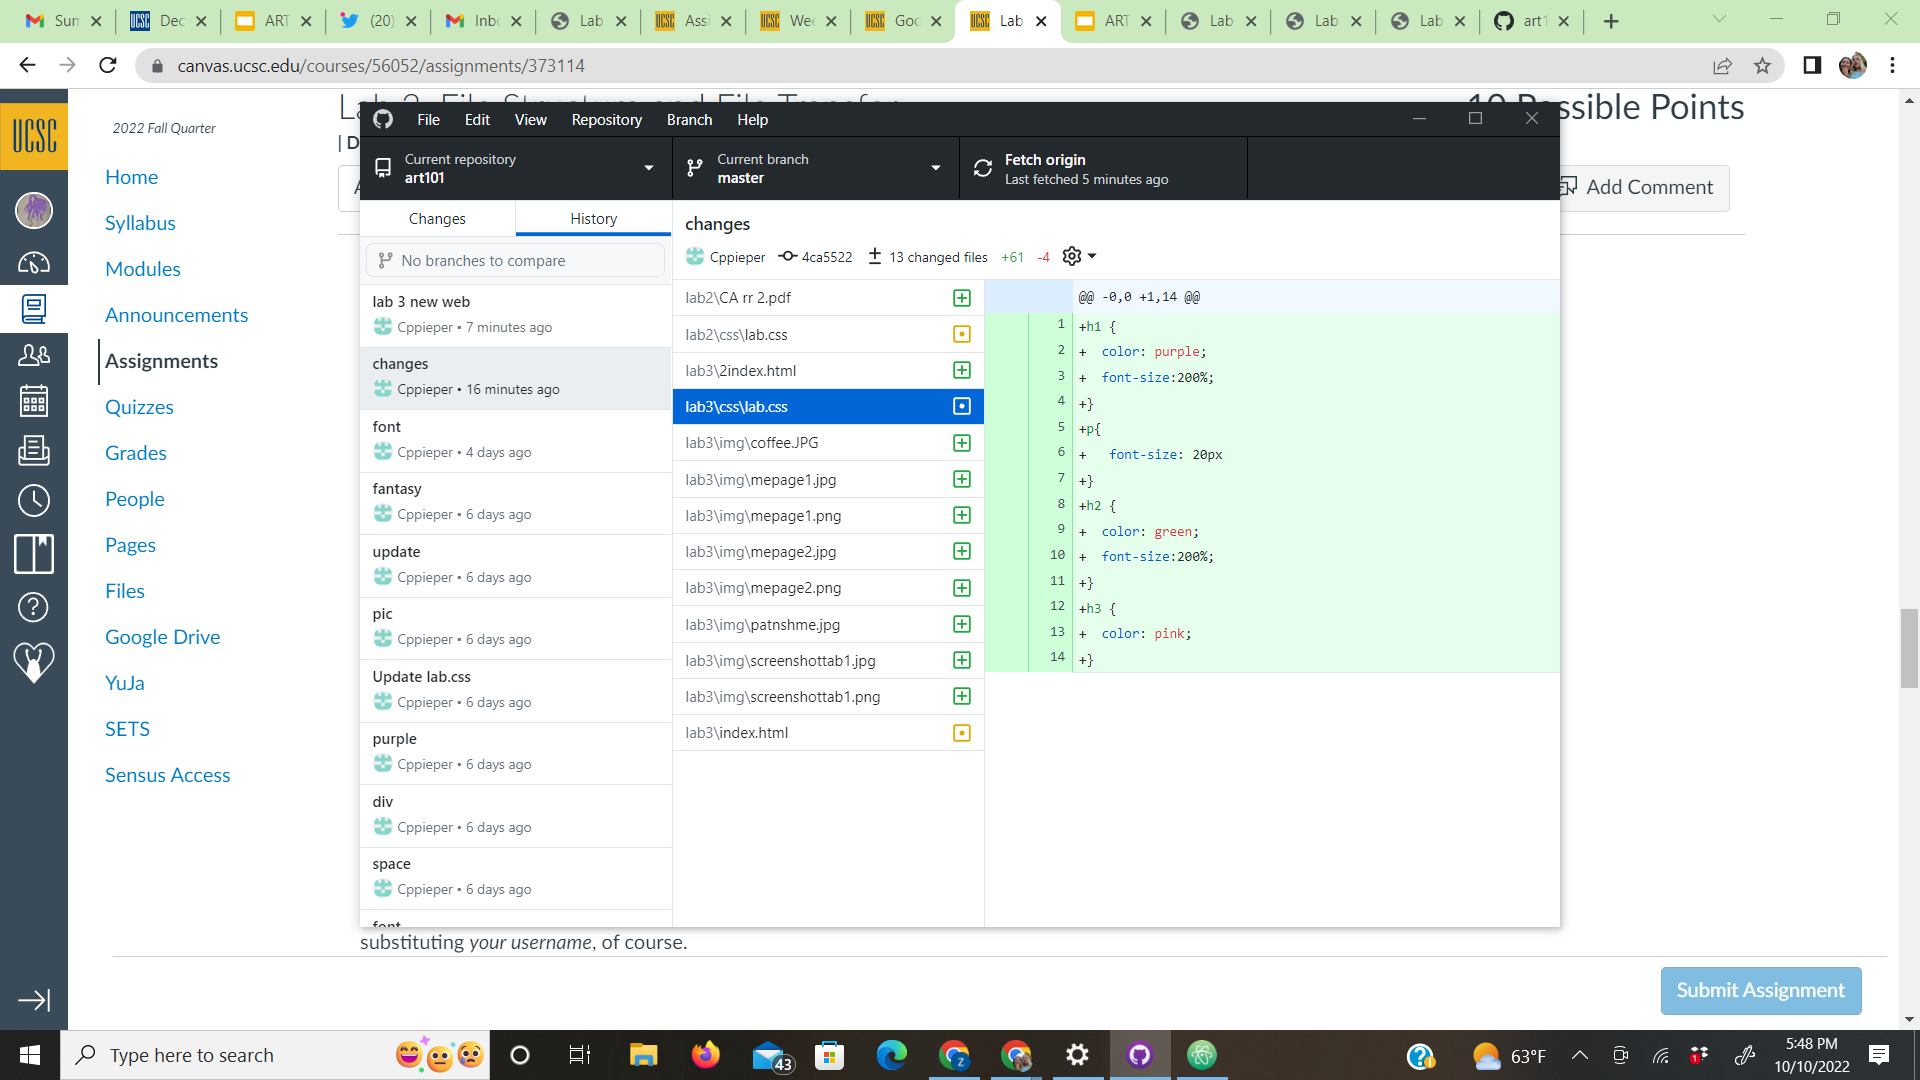 Sun
Dec
ART
(20)
Inb
Lab
Assi
Wee
Goo
Lab
ART
Lab
Lab
Lab
art1
canvas.ucsc.edu/courses/56052/assignments/373114
UCSC
2022 Fall Quarter
Home
Syllabus
Modules
Announcements
Assignments
Quizzes
Grades
People
Pages
Files
Google Drive
YuJa
SETS
Sensus Access
10 Possible Points
Add Comment
File Edit View Repository Branch Help
Current repository
art101
Current branch
master
Fetch origin
Last fetched 5 minutes ago
Changes
History
No branches to compare
lab 3 new web
Cppieper • 7 minutes ago
changes
Cppieper • 16 minutes ago
font
Cppieper • 4 days ago
fantasy
Cppieper • 6 days ago
update
Cppieper • 6 days ago
pic
Cppieper • 6 days ago
Update lab.css
Cppieper • 6 days ago
purple
Cppieper • 6 days ago
div
Cppieper • 6 days ago
space
Cppieper • 6 days ago
font
changes
Cppieper 4ca5522 13 changed files +61 -4
lab2\CA rr 2.pdf
lab2\css\lab.css
lab3\2index.html
lab3\css\lab.css
lab3\img\coffee.JPG
lab3\img\mepage1.jpg
lab3\img\mepage1.png
lab3\img\mepage2.jpg
lab3\img\mepage2.png
lab3\img\patnshme.jpg
lab3\img\screenshottab1.jpg
lab3\img\screenshottab1.png
lab3\index.html
@@ -0,0 +1,14 @@
1 +h1 {
2 +  color: purple;
3 +  font-size:200%;
4 +}
5 +p{
6 +   font-size: 20px
7 +}
8 +h2 {
9 +  color: green;
10 +  font-size:200%;
11 +}
12 +h3 {
13 +  color: pink;
14 +}
substituting your username, of course.
Submit Assignment
Type here to search
43
Z
63°F
1
5:48 PM
10/10/2022